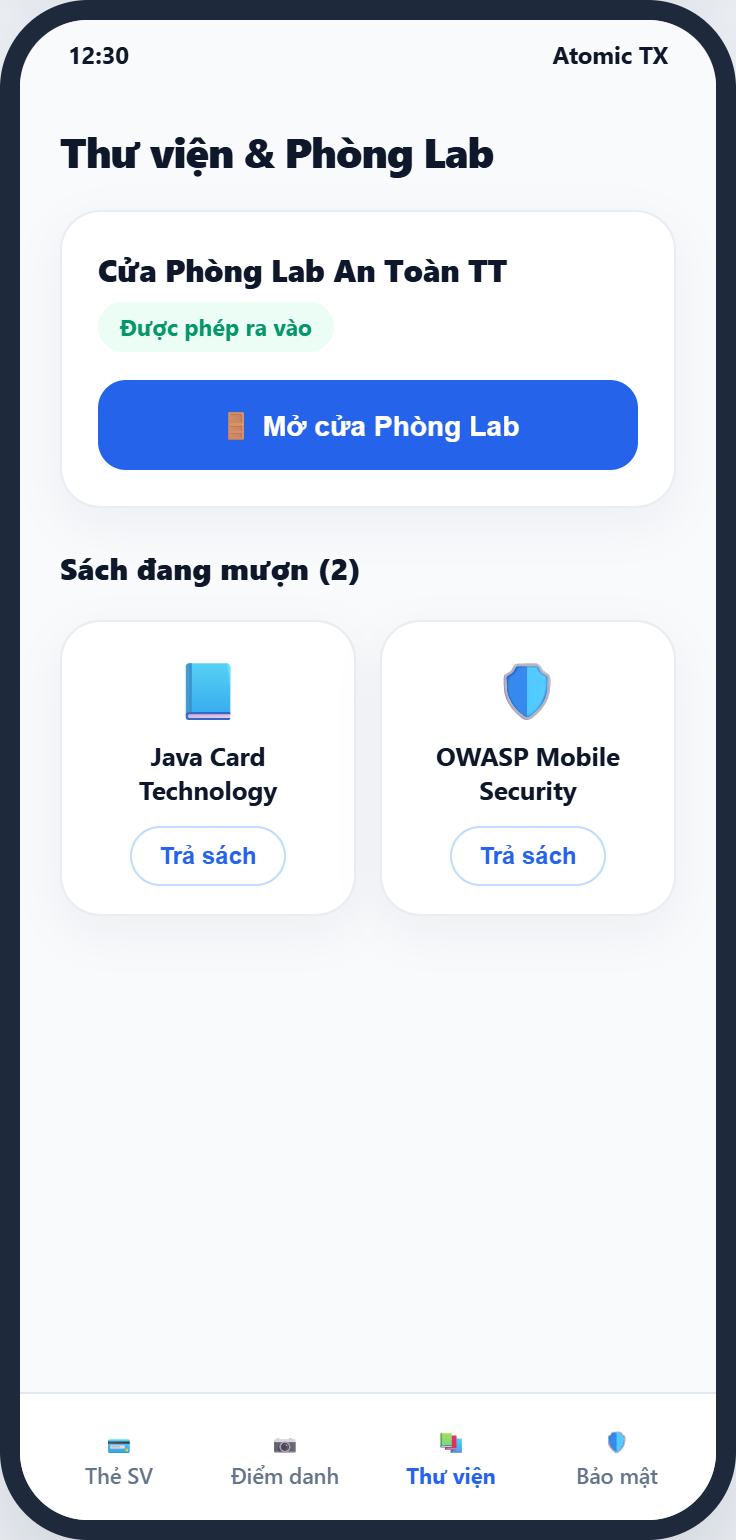 12:30
Atomic TX
Thư viện & Phòng Lab
Cửa Phòng Lab An Toàn TT
Được phép ra vào
Mở cửa Phòng Lab
Sách đang mượn (2)
Java Card
Technology
Trả sách
OWASP Mobile
Security
Trả sách
Thẻ SV
Điểm danh
Thư viện
Bảo mật